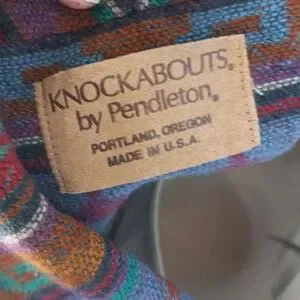 KNOCKABOUTS®
by Pendleton®
PORTLAND, OREGON
MADE IN U.S.A.